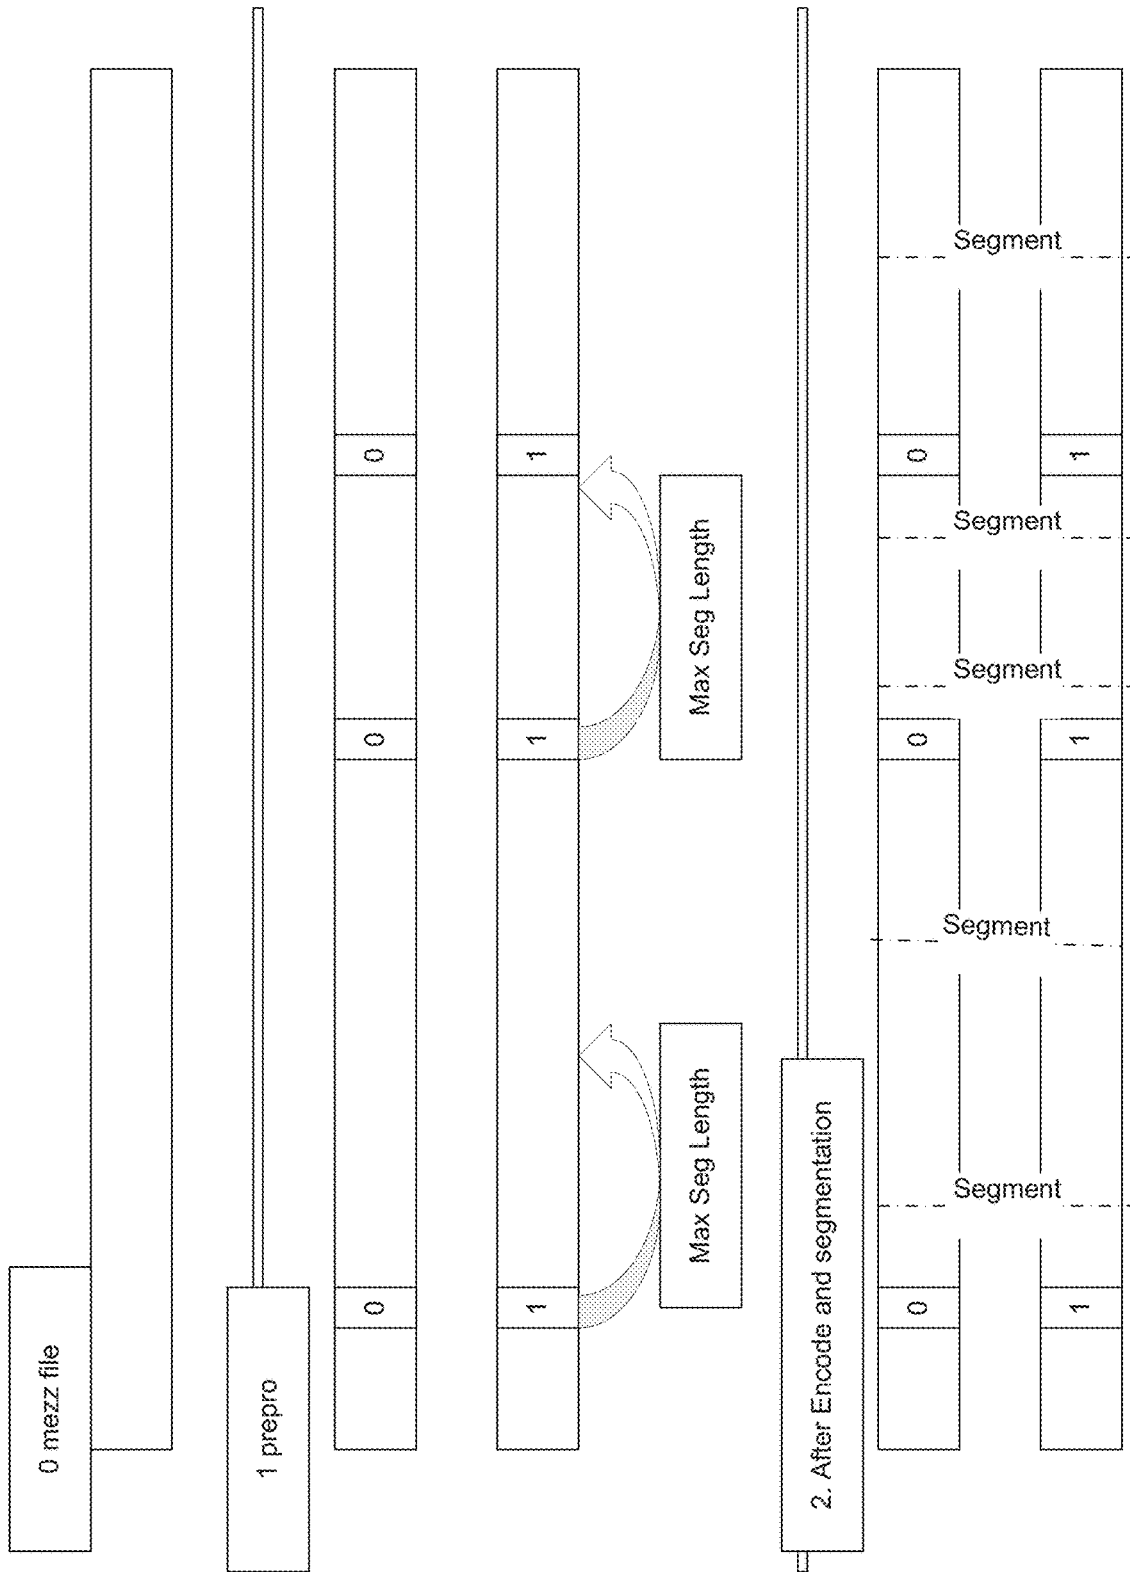 0 mezz file
1 prepro
0
0
0
1
1
1
Max Seg Length
Max Seg Length
2. After Encode and segmentation
0
0
0
Segment
Segment
Segment
Segment
Segment
1
1
1